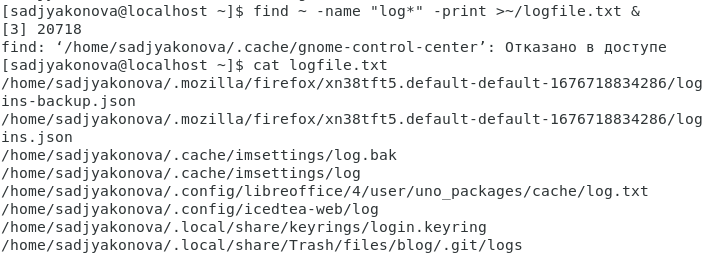 [sadjyakonova@localhost ~]$ find ~ -name "log*" -print >~/logfile.txt &
[3] 20718
find: ‘/home/sadjyakonova/.cache/gnome-control-center’: Отказано в доступе
[sadjyakonova@localhost ~]$ cat logfile.txt
/home/sadjyakonova/.mozilla/firefox/xn38tft5.default-default-1676718834286/log
ins-backup.json
/home/sadjyakonova/.mozilla/firefox/xn38tft5.default-default-1676718834286/log
ins.json
/home/sadjyakonova/.cache/imsettings/log.bak
/home/sadjyakonova/.cache/imsettings/log
/home/sadjyakonova/.config/libreoffice/4/user/uno_packages/cache/log.txt
/home/sadjyakonova/.config/icedtea-web/log
/home/sadjyakonova/.local/share/keyrings/login.keyring
/home/sadjyakonova/.local/share/Trash/files/blog/.git/logs